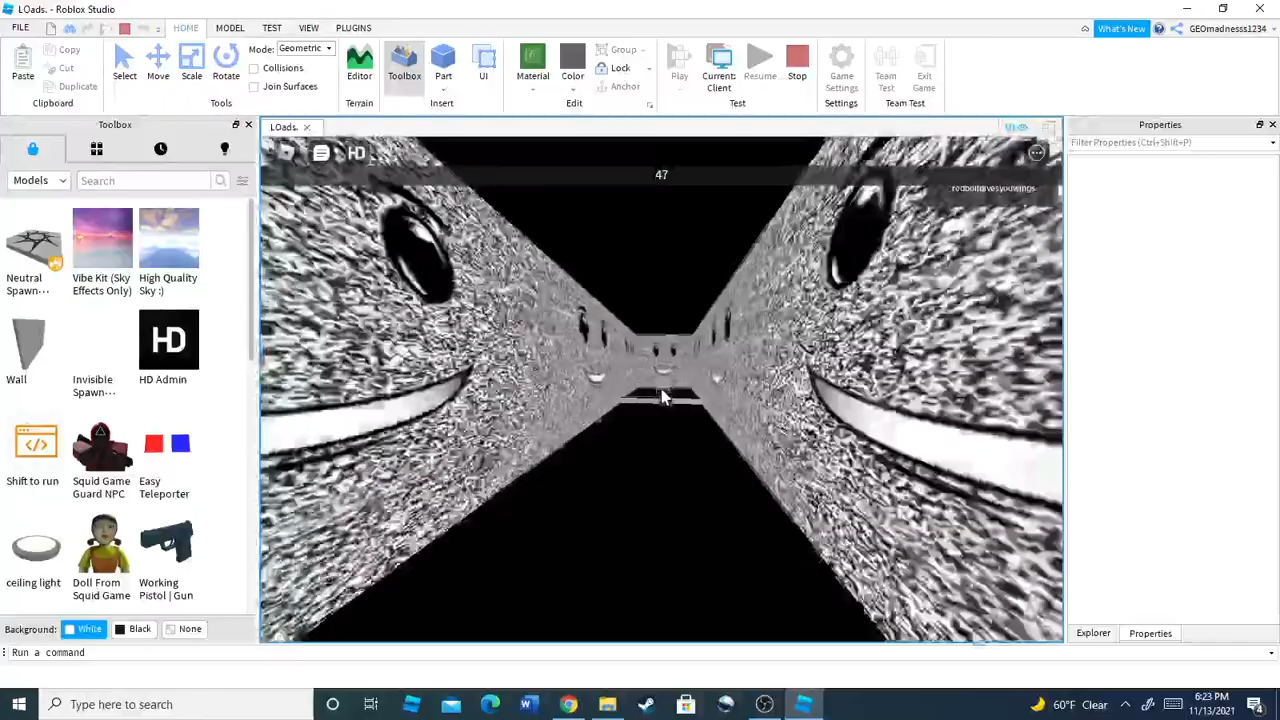 LOads. - Roblox Studio
FILE HOME MODEL TEST VIEW PLUGINS What's New GEOmadnesss1234
Paste Copy Cut Duplicate Clipboard
Select Move Scale Rotate Mode: Geometric Collisions Join Surfaces Tools
Editor Terrain
Toolbox Part UI Insert
Material Color Group Lock Anchor Edit
Play Current: Client Resume Stop Test
Game Settings Settings
Team Test Exit Game Team Test
Toolbox
Models Search
Neutral Spawn···
Vibe Kit (Sky Effects Only)
High Quality Sky :)
Wall
Invisible Spawn···
HD
HD Admin
Shift to run
Squid Game Guard NPC
Easy Teleporter
ceiling light
Doll From Squid Game
Working Pistol | Gun
Background: White Black None
LOads.
HD
47
Properties
Filter Properties (Ctrl+Shift+P)
Explorer Properties
Run a command
Type here to search
60°F Clear
6:23 PM
11/13/2021
4